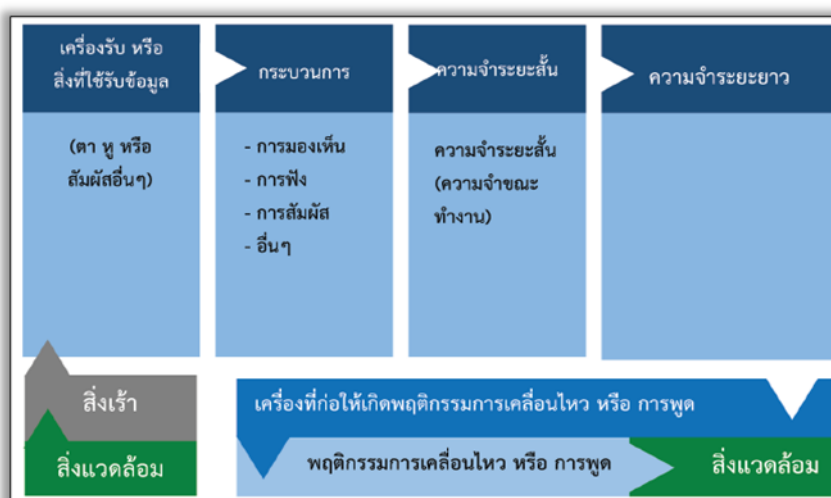 เครื่องรับ หรือ
สิ่งที่ใช้รับข้อมูล
(ตา หู หรือ
สัมผัสอื่นๆ)
กระบวนการ
- การมองเห็น
- การฟัง
- การสัมผัส
- อื่นๆ
ความจำระยะสั้น
ความจำระยะสั้น
(ความจำขณะ
ทำงาน)
ความจำระยะยาว
สิ่งเร้า
สิ่งแวดล้อม
เครื่องที่ก่อให้เกิดพฤติกรรมการเคลื่อนไหว หรือ การพูด
พฤติกรรมการเคลื่อนไหว หรือ การพูด
สิ่งแวดล้อม